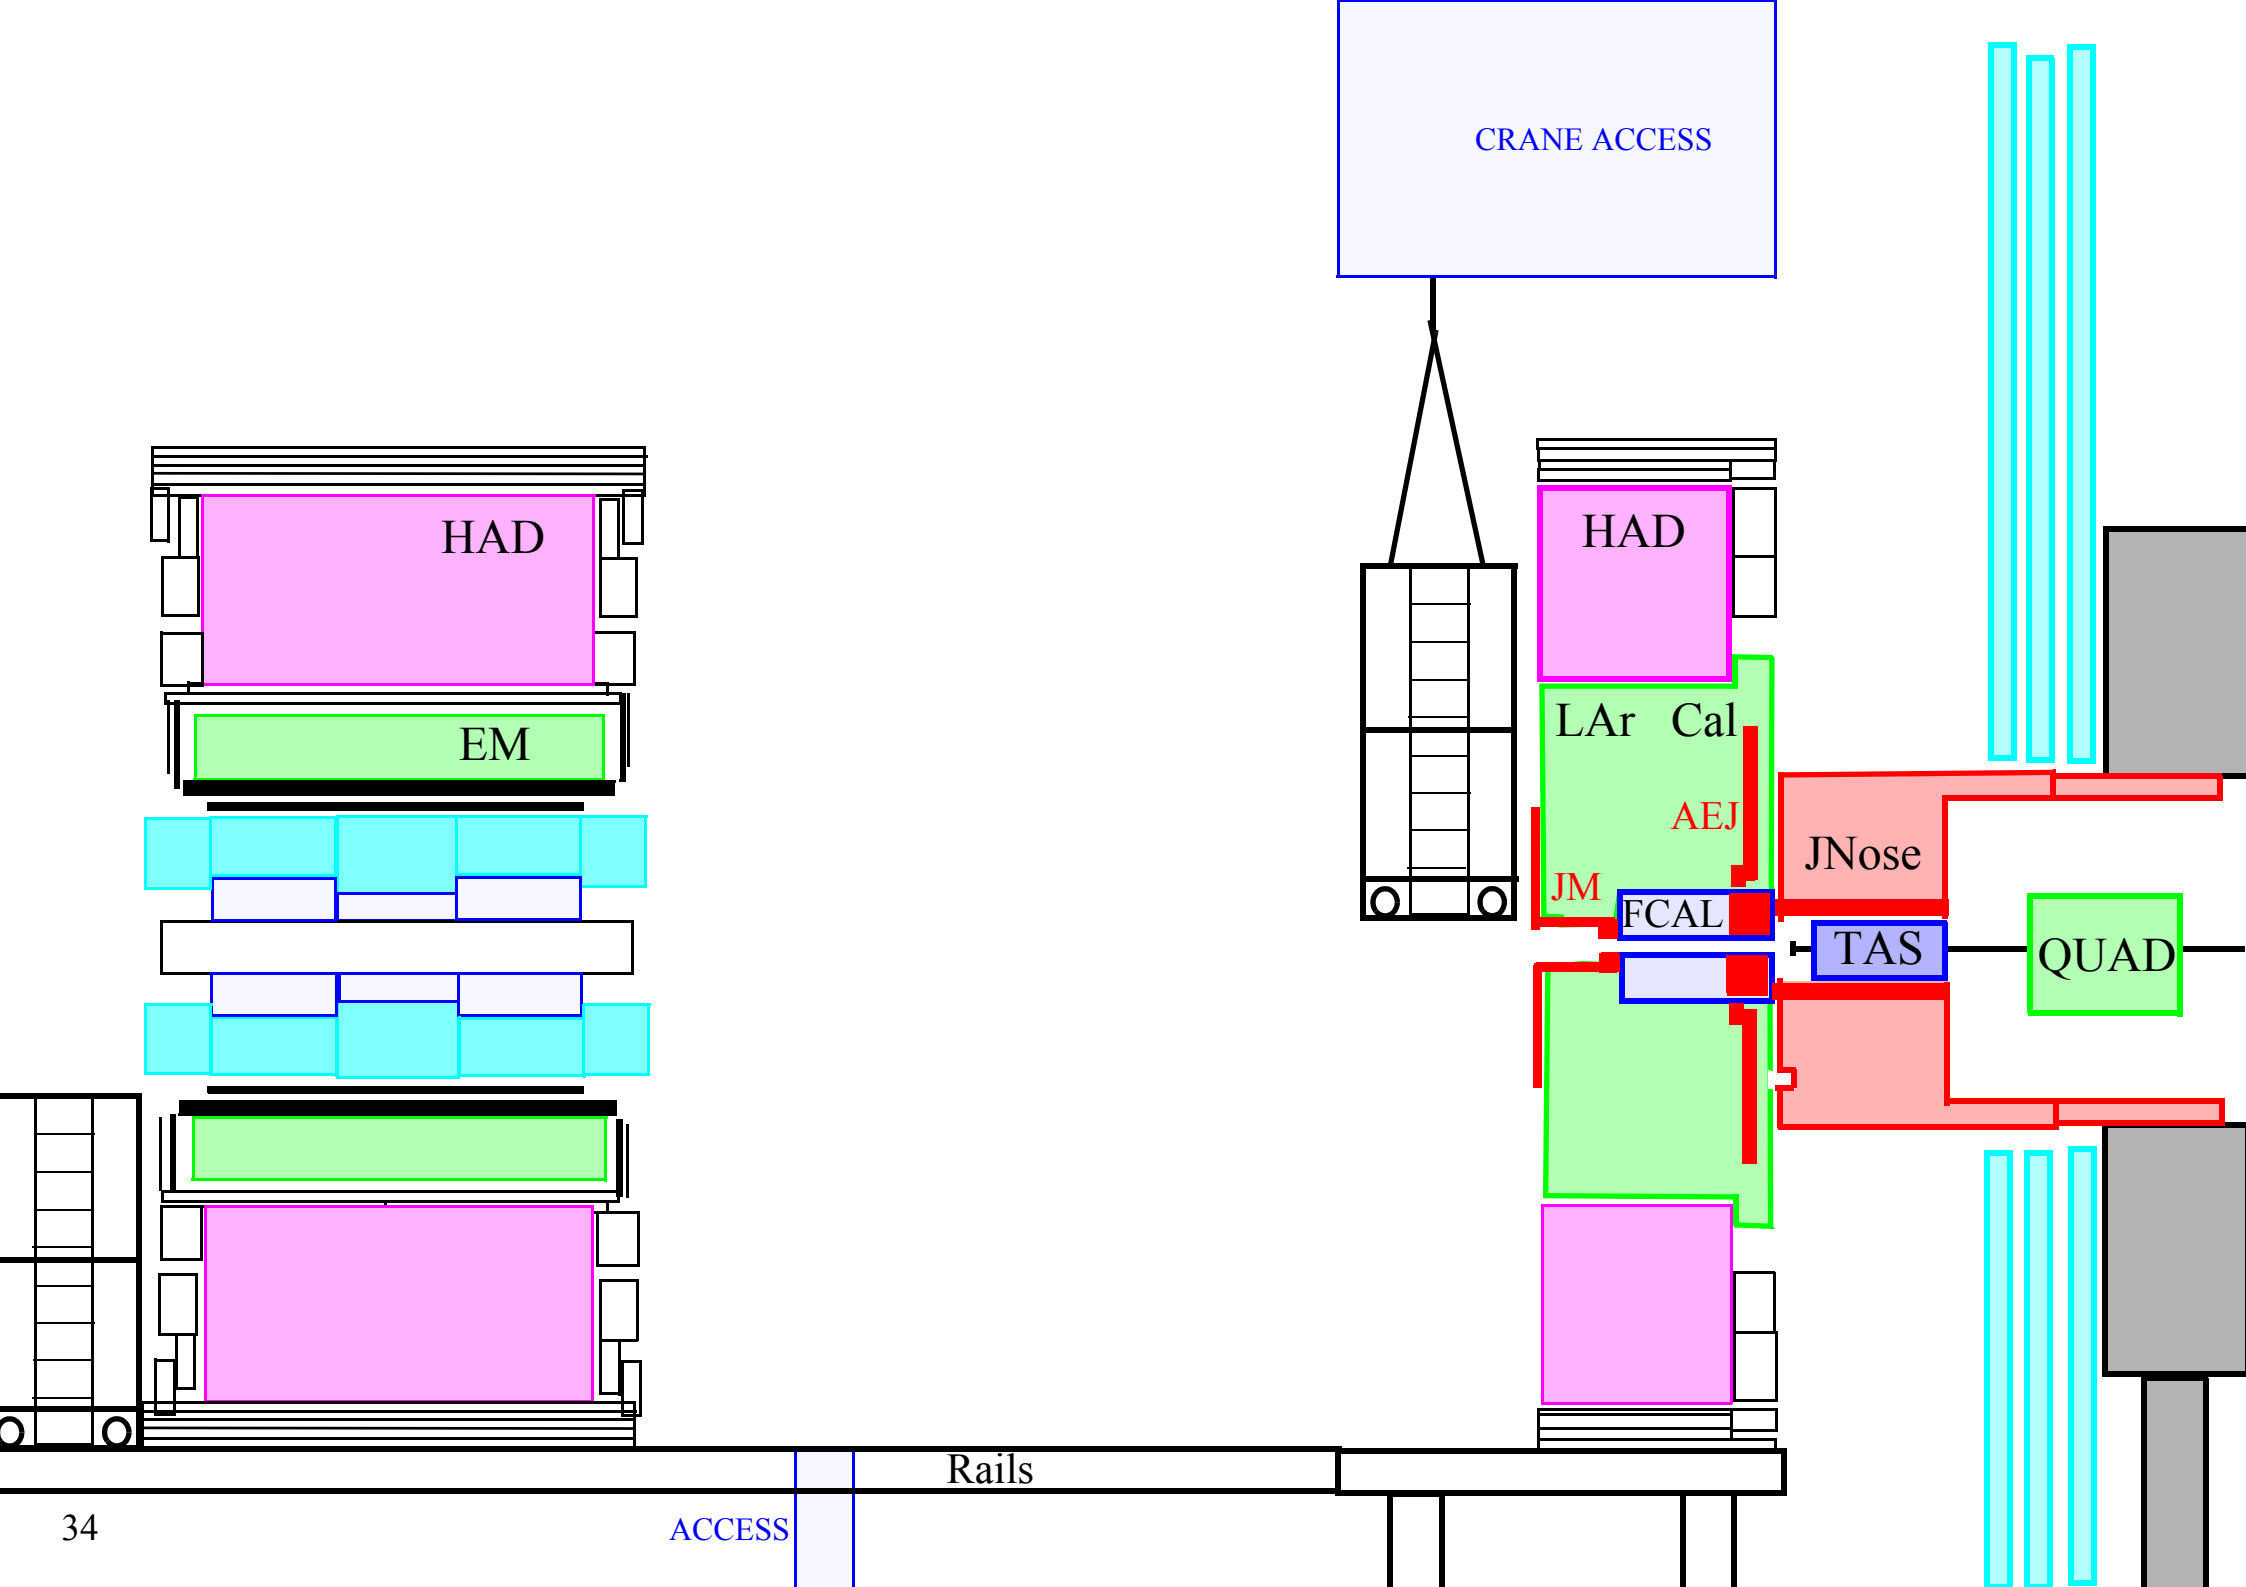 CRANE ACCESS
HAD
HAD
LAr Cal
EM
AEJ
JNose
JM
FCAL
TAS
QUAD
Rails
34
ACCESS